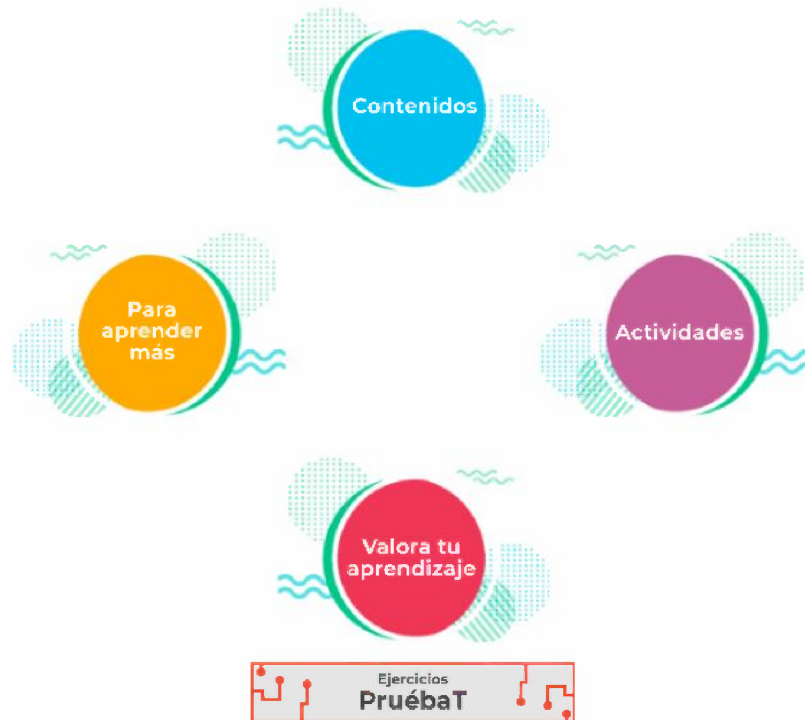 Contenidos
Para
aprender
más
Actividades
Valora tu
aprendizaje
Ejercicios
PruébaT